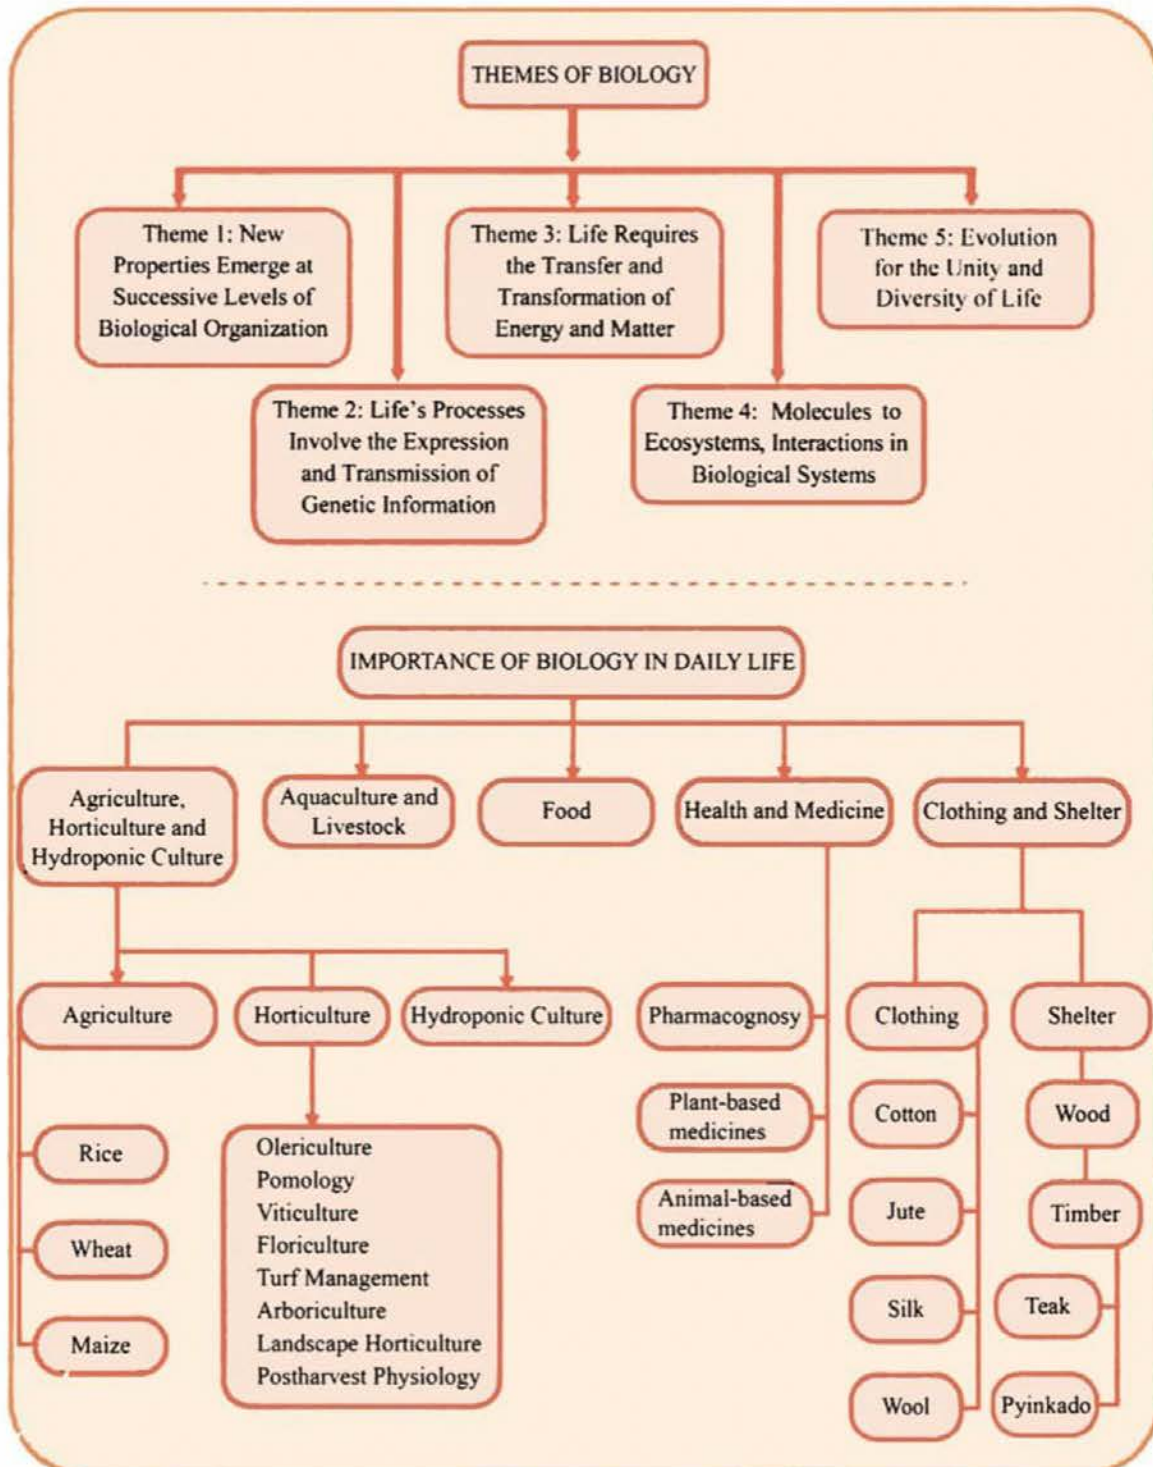 THEMES OF BIOLOGY
Theme 1: New
Properties Emerge at
Successive Levels of
Biological Organization
Theme 3: Life Requires
the Transfer and
Transformation of
Energy and Matter
Theme 5: Evolution
for the Unity and
Diversity of Life
Theme 2: Life's Processes
Involve the Expression
and Transmission of
Genetic Information
Theme 4: Molecules to
Ecosystems, Interactions in
Biological Systems
IMPORTANCE OF BIOLOGY IN DAILY LIFE
Agriculture,
Horticulture and
Hydroponic Culture
Aquaculture and
Livestock
Food
Health and Medicine
Clothing and Shelter
Agriculture
Horticulture
Hydroponic Culture
Pharmacognosy
Clothing
Shelter
Rice
Wheat
Maize
Olericulture
Pomology
Viticulture
Floriculture
Turf Management
Arboriculture
Landscape Horticulture
Postharvest Physiology
Plant-based
medicines
Animal-based
medicines
Cotton
Jute
Silk
Wool
Wood
Timber
Teak
Pyinkado